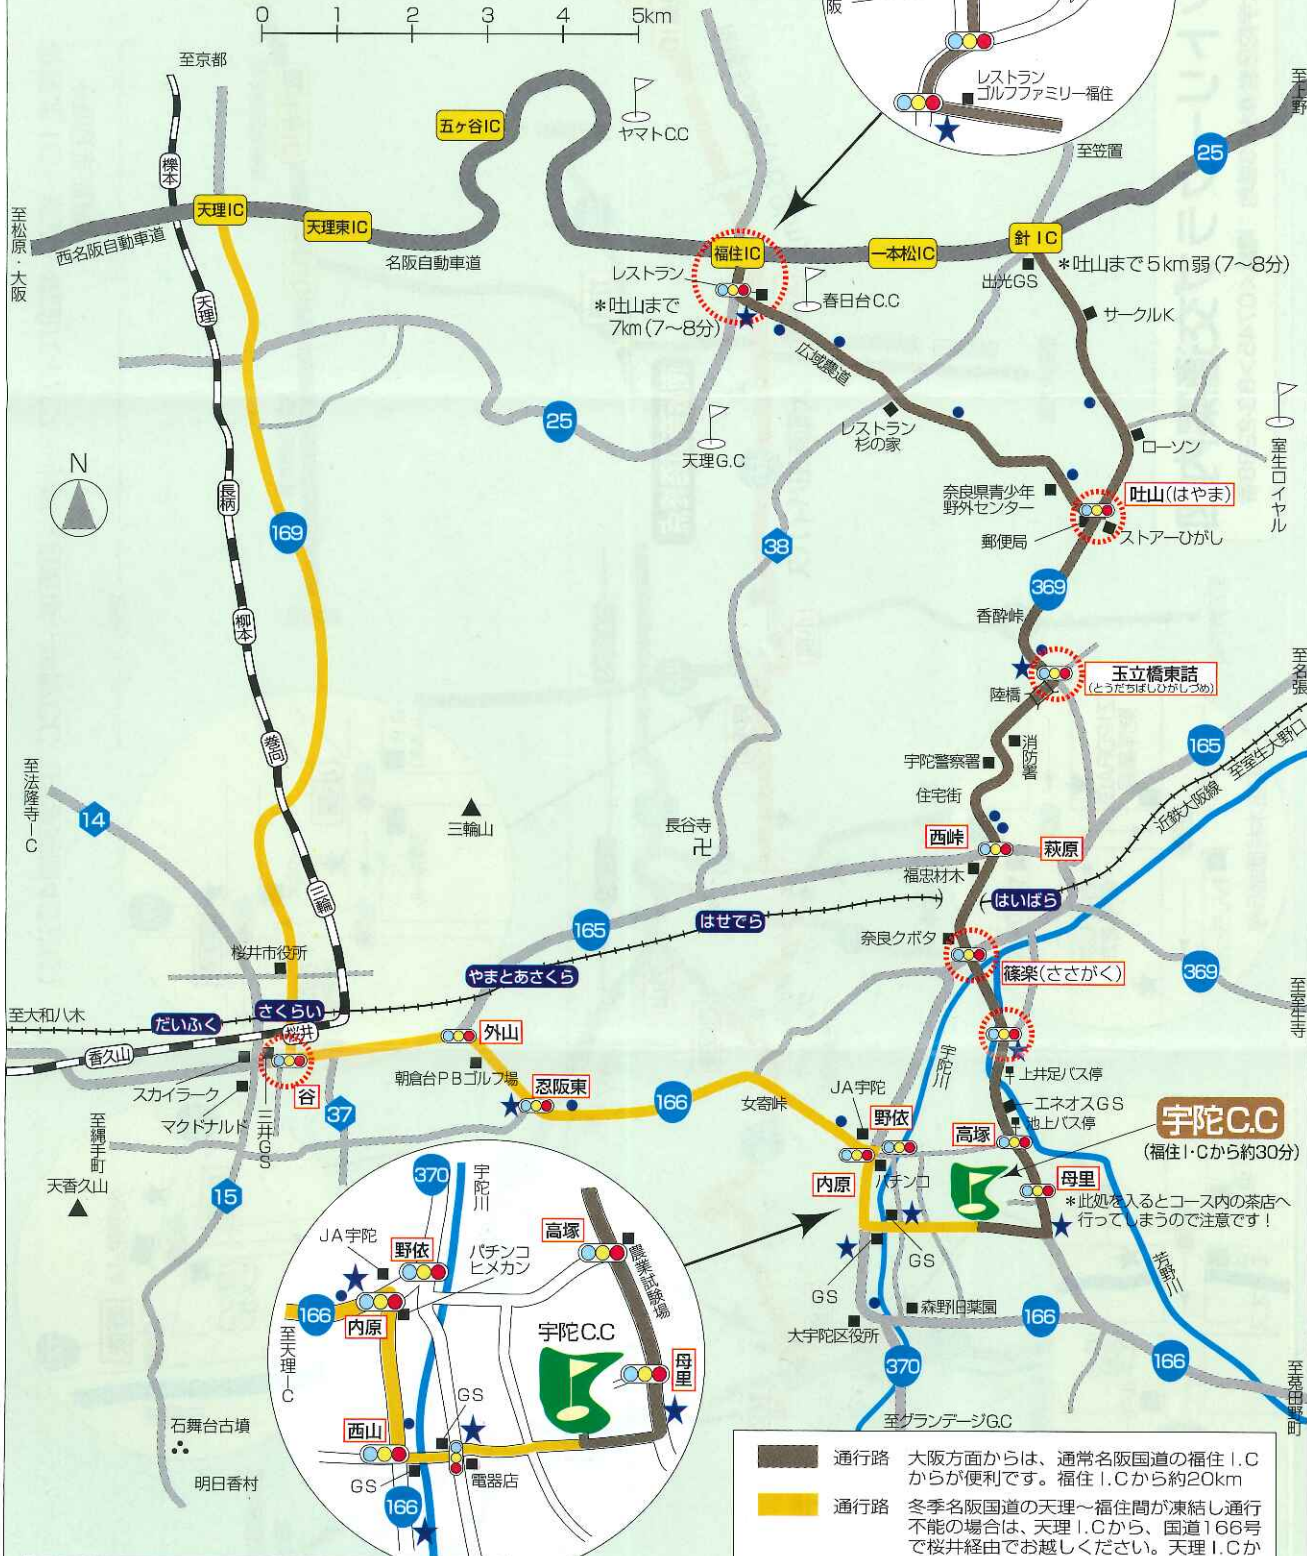 0 1 2 3 4 5km
阪
レストラン
ゴルフファミリー福住
至京都
至上野
五ヶ谷IC
ヤマトC.C
至笠置
25
櫟本
天理IC
天理東IC
至松原・大阪
西名阪自動車道
名阪自動車道
福住IC
一本松IC
針IC
レストラン
出光GS
*吐山まで5km弱(7〜8分)
*吐山まで
7km(7〜8分)
春日台C.C
サークルK
天理
広域農道
25
レストラン
杉の家
天理G.C
ローソン
室生ロイヤル
N
長柄
169
38
奈良県青少年
野外センター
吐山(はやま)
郵便局
ストアーひがし
369
香酔峠
柳本
玉立橋東詰
(とうだちばしひがしづめ)
至名張
陸橋
消防署
宇陀警察署
165
至室生大野口
近鉄大阪線
巻向
至法隆寺IC
14
三輪山
住宅街
長谷寺
西峠
萩原
福忠材木
三輪
はいばら
はせでら
165
奈良クボタ
桜井市役所
やまとあさくら
篠楽(ささがく)
369
至室生寺
至大和八木
だいふく
さくらい
桜井
外山
香久山
朝倉台PBゴルフ場
宇陀川
上井足バス停
スカイラーク
谷
忍阪東
JA宇陀
エネオスGS
マクドナルド
三井GS
37
166
女寄峠
野依
高塚
池上バス停
宇陀C.C
(福住I・Cから約30分)
至縄手町
内原
パチンコ
母里
*此処を入るとコース内の茶店へ
行ってしまうので注意です!
天香久山
15
370
宇陀川
GS
芳野川
JA宇陀
野依
パチンコ
ヒメカン
高塚
農業試験場
GS
森野旧薬園
166
大宇陀区役所
166
内原
至天理IC
宇陀C.C
母里
370
166
至菟田野町
至グランデージG.C
石舞台古墳
GS
西山
明日香村
GS
電器店
166
通行路 大阪方面からは、通常名阪国道の福住I.C
からが便利です。福住I.Cから約20km
通行路 冬季名阪国道の天理〜福住間が凍結し通行
不能の場合は、天理I.Cから、国道166号
で桜井経由でお越しください。天理I.Cか